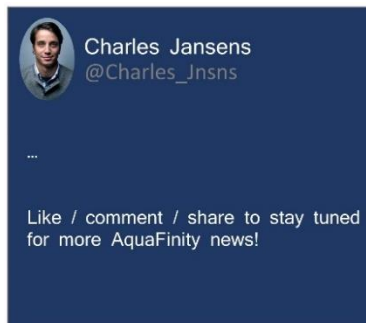 Charles Jansens
@Charles_Jnsns
...
Like / comment / share to stay tuned
for more AquaFinity news!